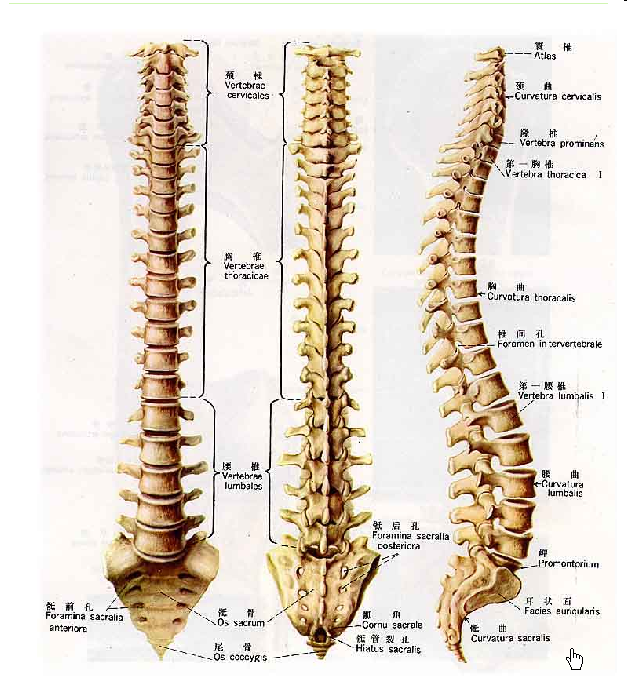 颈 椎
Vertebrae
cervicales
胸 椎
Vertebrae
thoracicae
腰 椎
Vertebrae
lumbales
骶 前 孔
Foramina sacralia
anteriora
骶 骨
Os sacrum
尾 骨
Os coccygis
骶 后 孔
Foramina sacralia
posteriora
骶 角
Cornu sacrale
骶 管 裂 孔
Hiatus sacralis
寰 椎
Atlas
颈 曲
Curvatura cervicalis
隆 椎
Vertebra prominens
第 一 胸 椎
Vertebra thoracica I
胸 曲
Curvatura thoracalis
椎 间 孔
Foramen intervertebrale
第 一 腰 椎
Vertebra lumbalis I
腰 曲
Curvatura
lumbalis
岬
Promontorium
耳 状 面
Facies auricularis
骶 曲
Curvatura sacralis